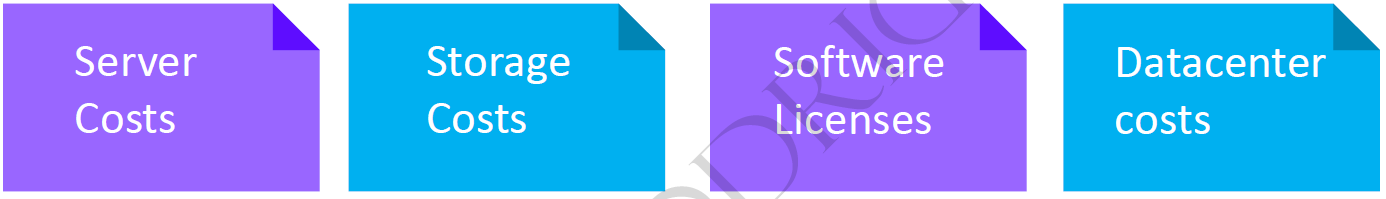 Server
Costs
Storage
Costs
Software
Licenses
Datacenter
costs